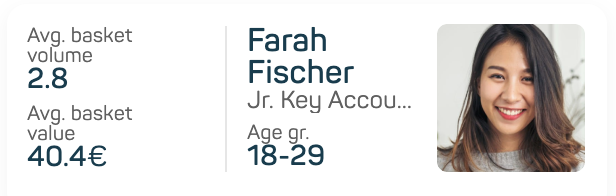 Avg. basket
volume
2.8
Avg. basket
value
40.4€
Farah
Fischer
Jr. Key Accou...
Age gr.
18-29